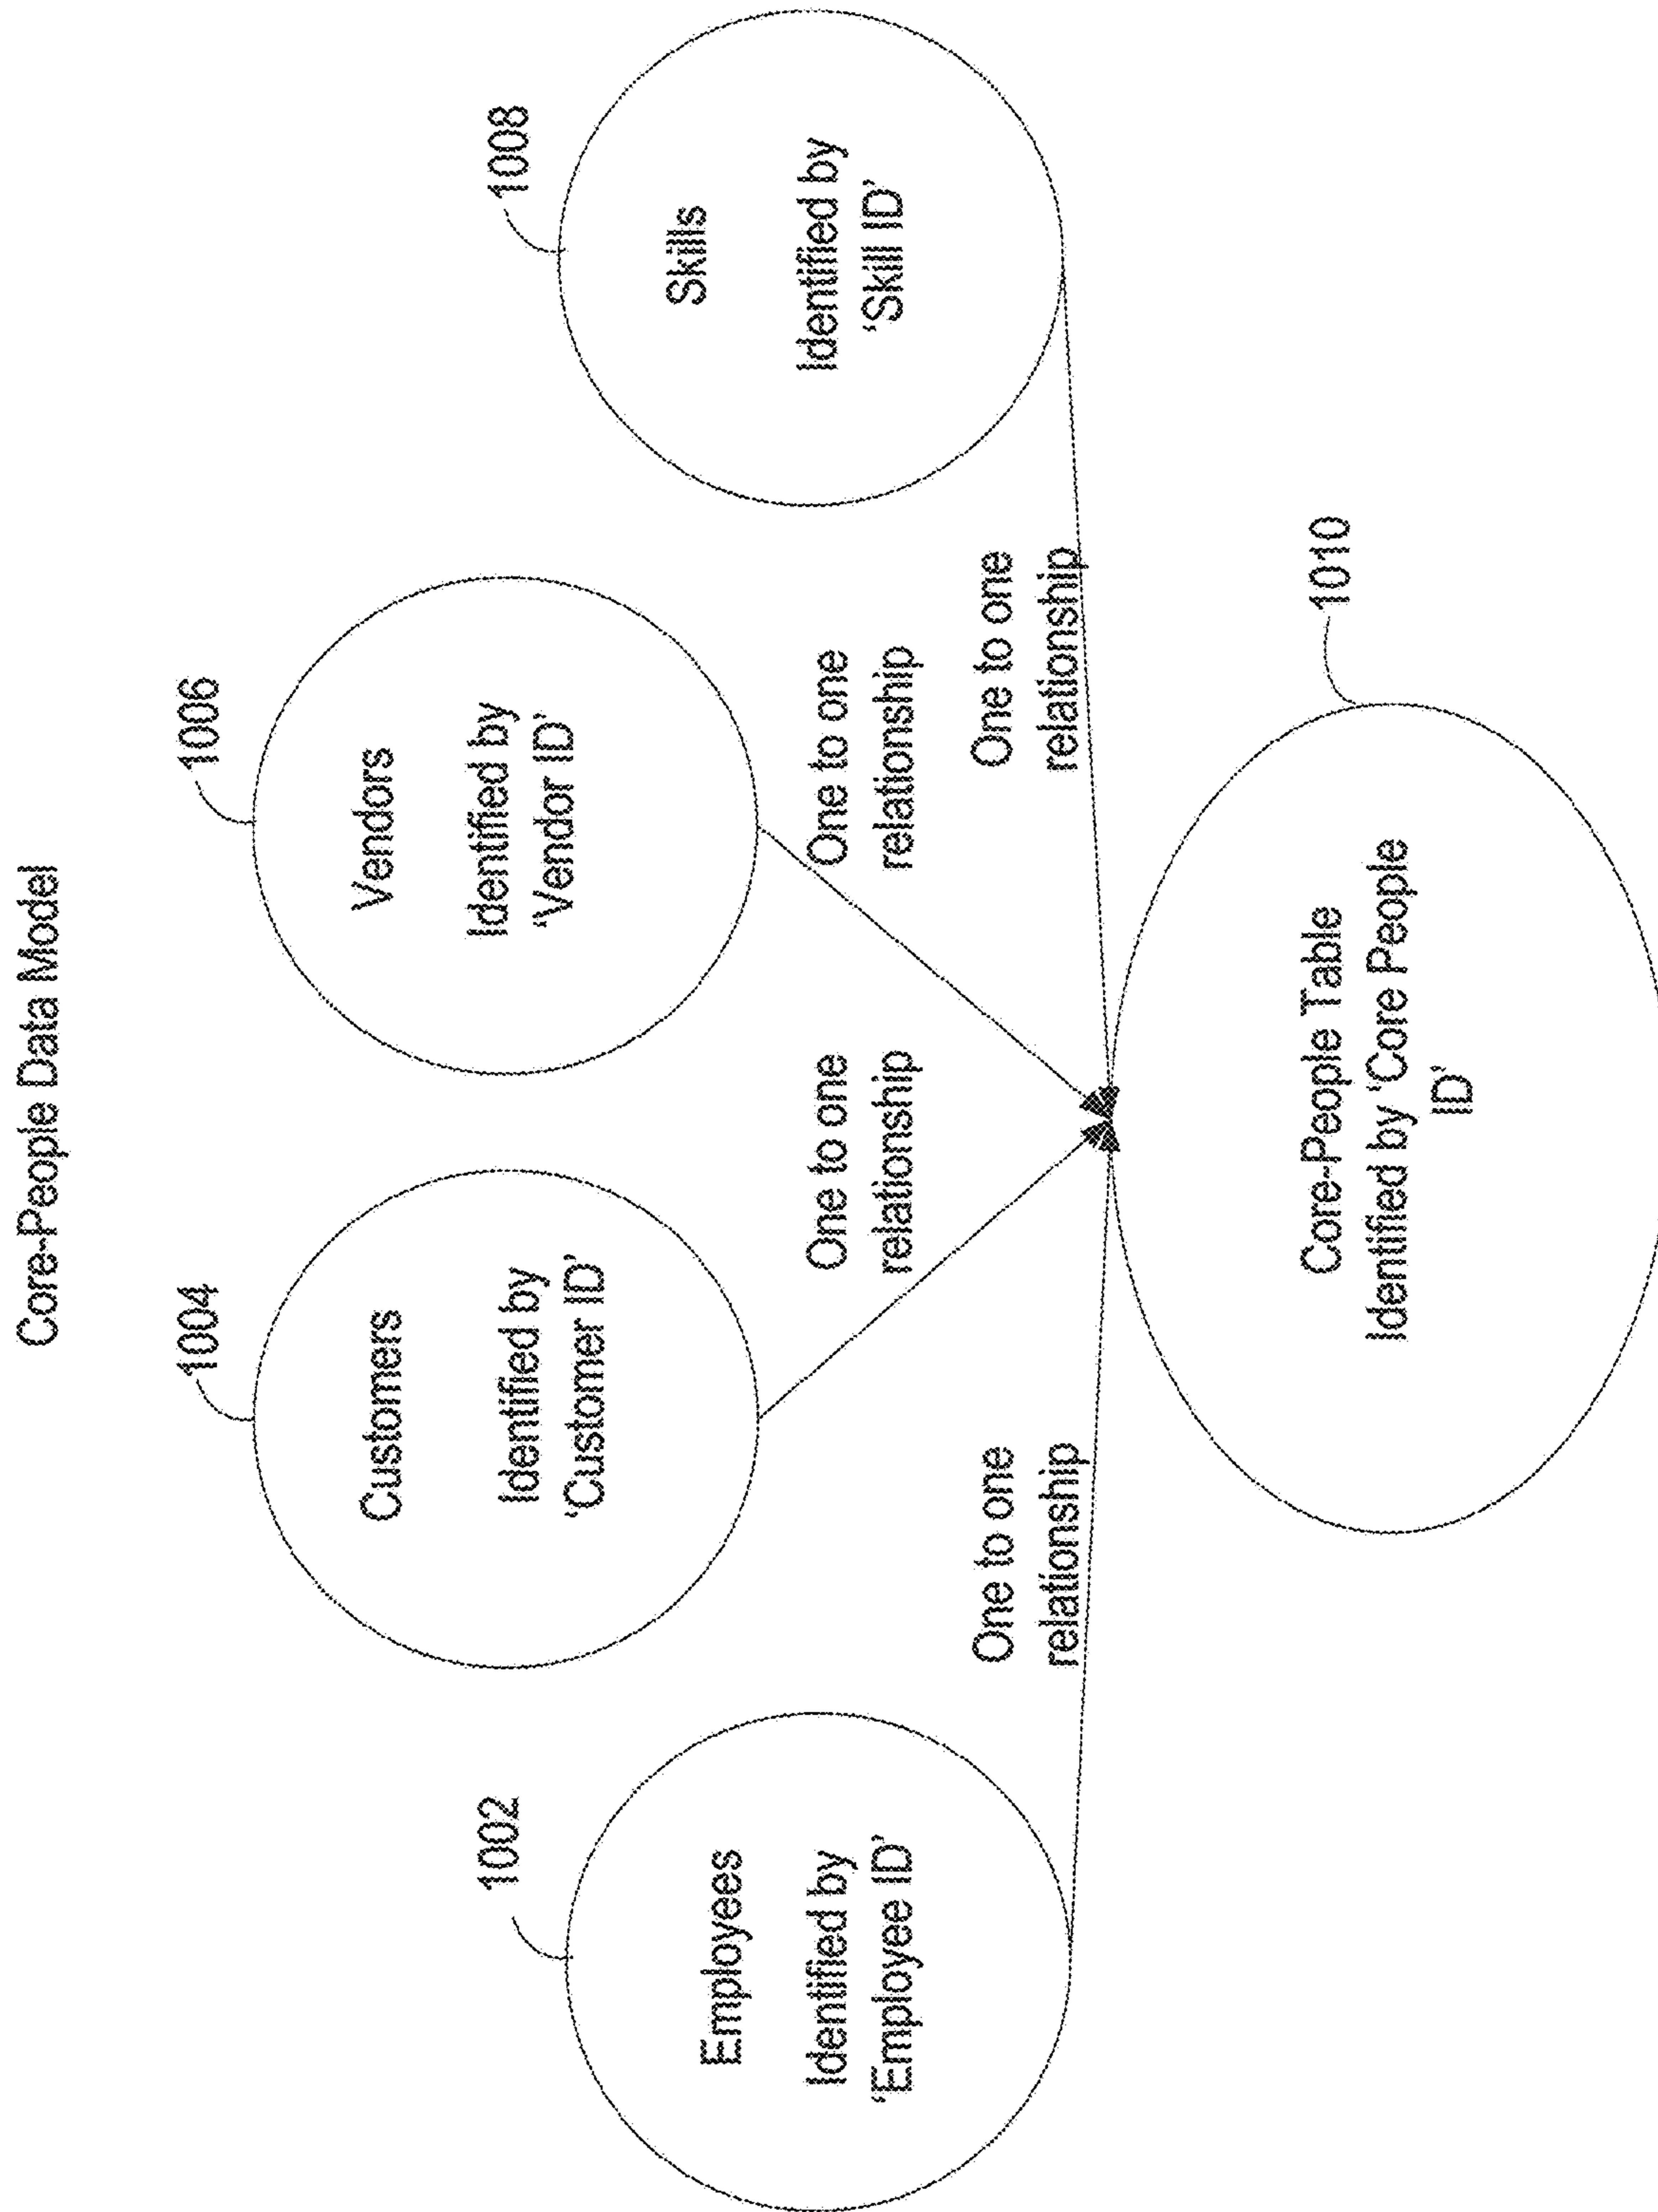 Core-People Data Model
1002
Employees
Identified by
‘Employee ID’
1004
Customers
Identified by
‘Customer ID’
1006
Vendors
Identified by
‘Vendor ID’
1008
Skills
Identified by
‘Skill ID’
One to one
relationship
One to one
relationship
One to one
relationship
One to one
relationship
1010
Core-People Table
Identified by ‘Core People
ID’